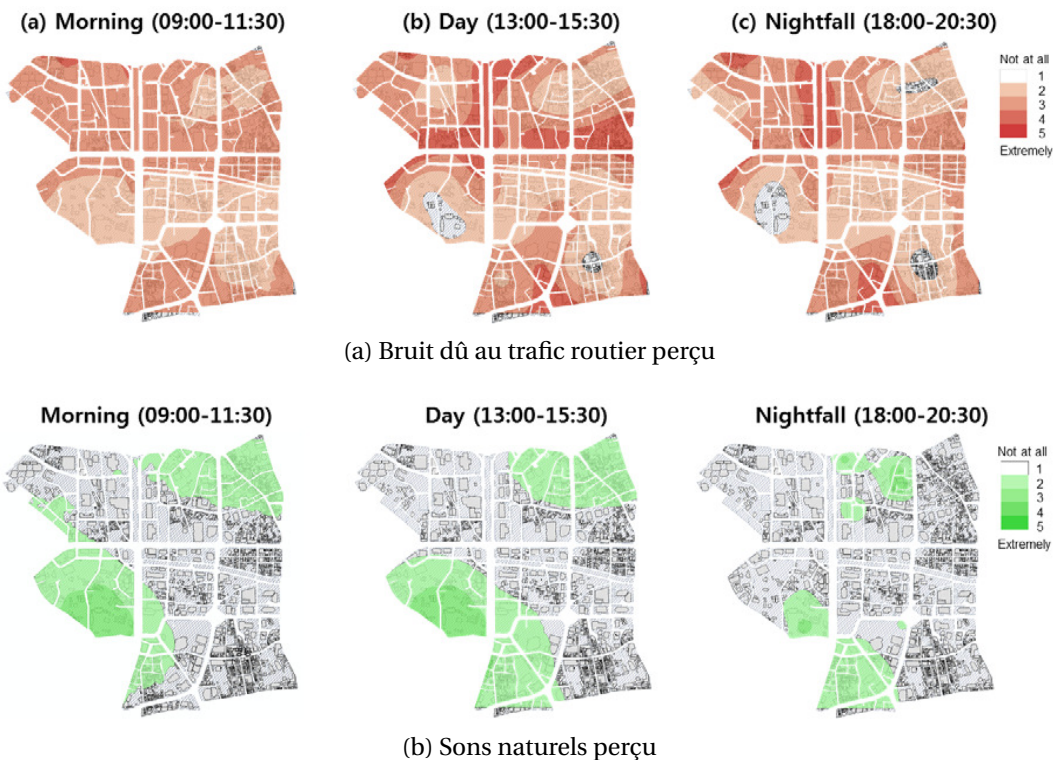 (a) Morning (09:00-11:30)
(b) Day (13:00-15:30)
(c) Nightfall (18:00-20:30)
Not at all
1
2
3
4
5
Extremely
(a) Bruit dû au trafic routier perçu
Morning (09:00-11:30)
Day (13:00-15:30)
Nightfall (18:00-20:30)
Not at all
1
2
3
4
5
Extremely
(b) Sons naturels perçu